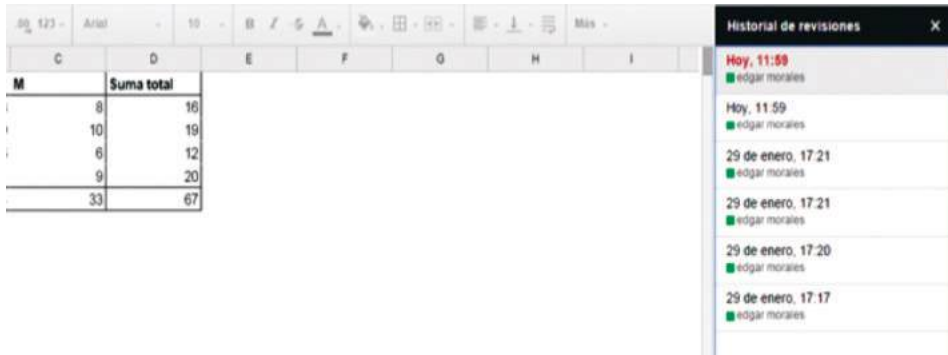 .00 123 Arial 10 B I S A Más
C D E F G H I
M Suma total
8 16
10 19
6 12
9 20
33 67
Historial de revisiones X
Hoy, 11:59
edgar morales
Hoy, 11:59
edgar morales
29 de enero, 17:21
edgar morales
29 de enero, 17:21
edgar morales
29 de enero, 17:20
edgar morales
29 de enero, 17:17
edgar morales